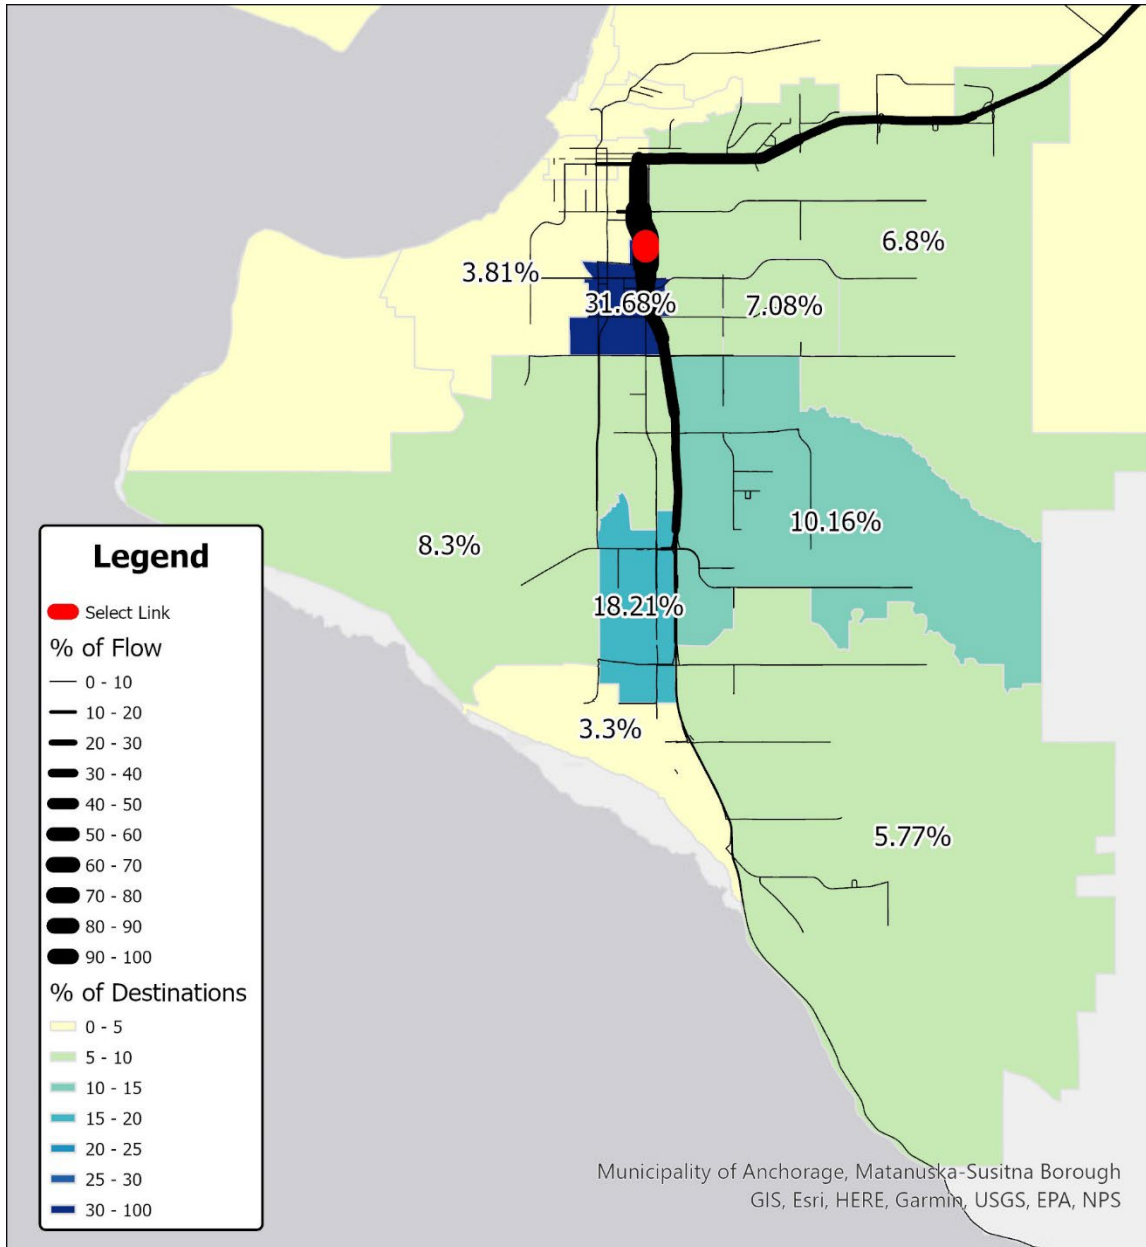 6.8%
3.81%
31.68%
7.08%
8.3%
10.16%
18.21%
3.3%
5.77%
Legend
Select Link
% of Flow
0 - 10
10 - 20
20 - 30
30 - 40
40 - 50
50 - 60
60 - 70
70 - 80
80 - 90
90 - 100
% of Destinations
0 - 5
5 - 10
10 - 15
15 - 20
20 - 25
25 - 30
30 - 100
Municipality of Anchorage, Matanuska-Susitna Borough
GIS, Esri, HERE, Garmin, USGS, EPA, NPS